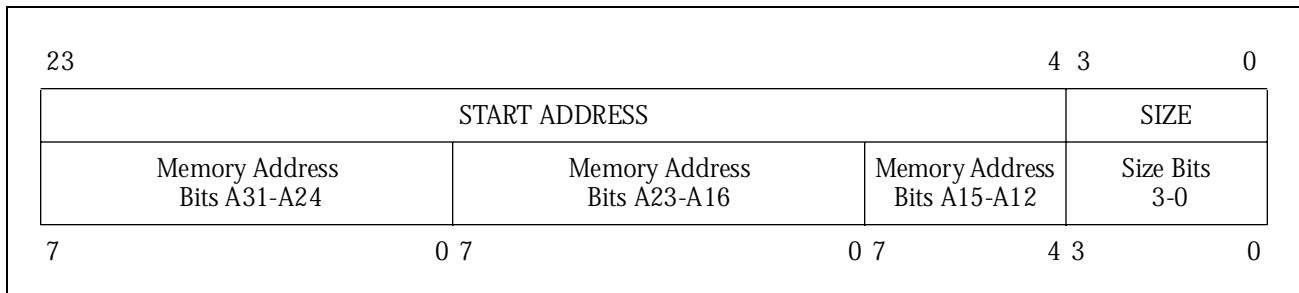 23 4 3 0
START ADDRESS SIZE
Memory Address Memory Address Memory Address Size Bits
Bits A31-A24 Bits A23-A16 Bits A15-A12 3-0
7 0 7 0 7 4 3 0